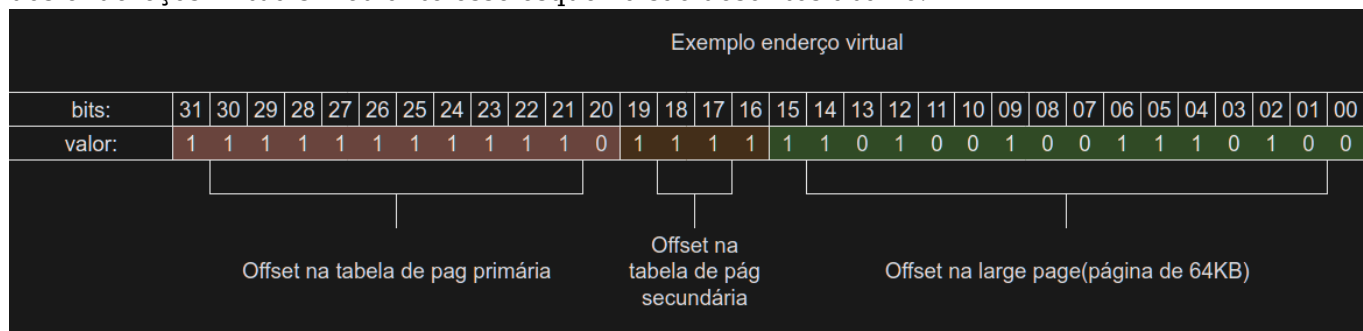 Exemplo enderço virtual
bits: 31 30 29 28 27 26 25 24 23 22 21 20 19 18 17 16 15 14 13 12 11 10 09 08 07 06 05 04 03 02 01 00
valor: 1 1 1 1 1 1 1 1 1 1 1 0 1 1 1 1 1 1 0 1 0 0 1 0 0 1 1 1 0 1 0 0
Offset na tabela de pag primária
Offset na
tabela de pág
secundária
Offset na large page(página de 64KB)